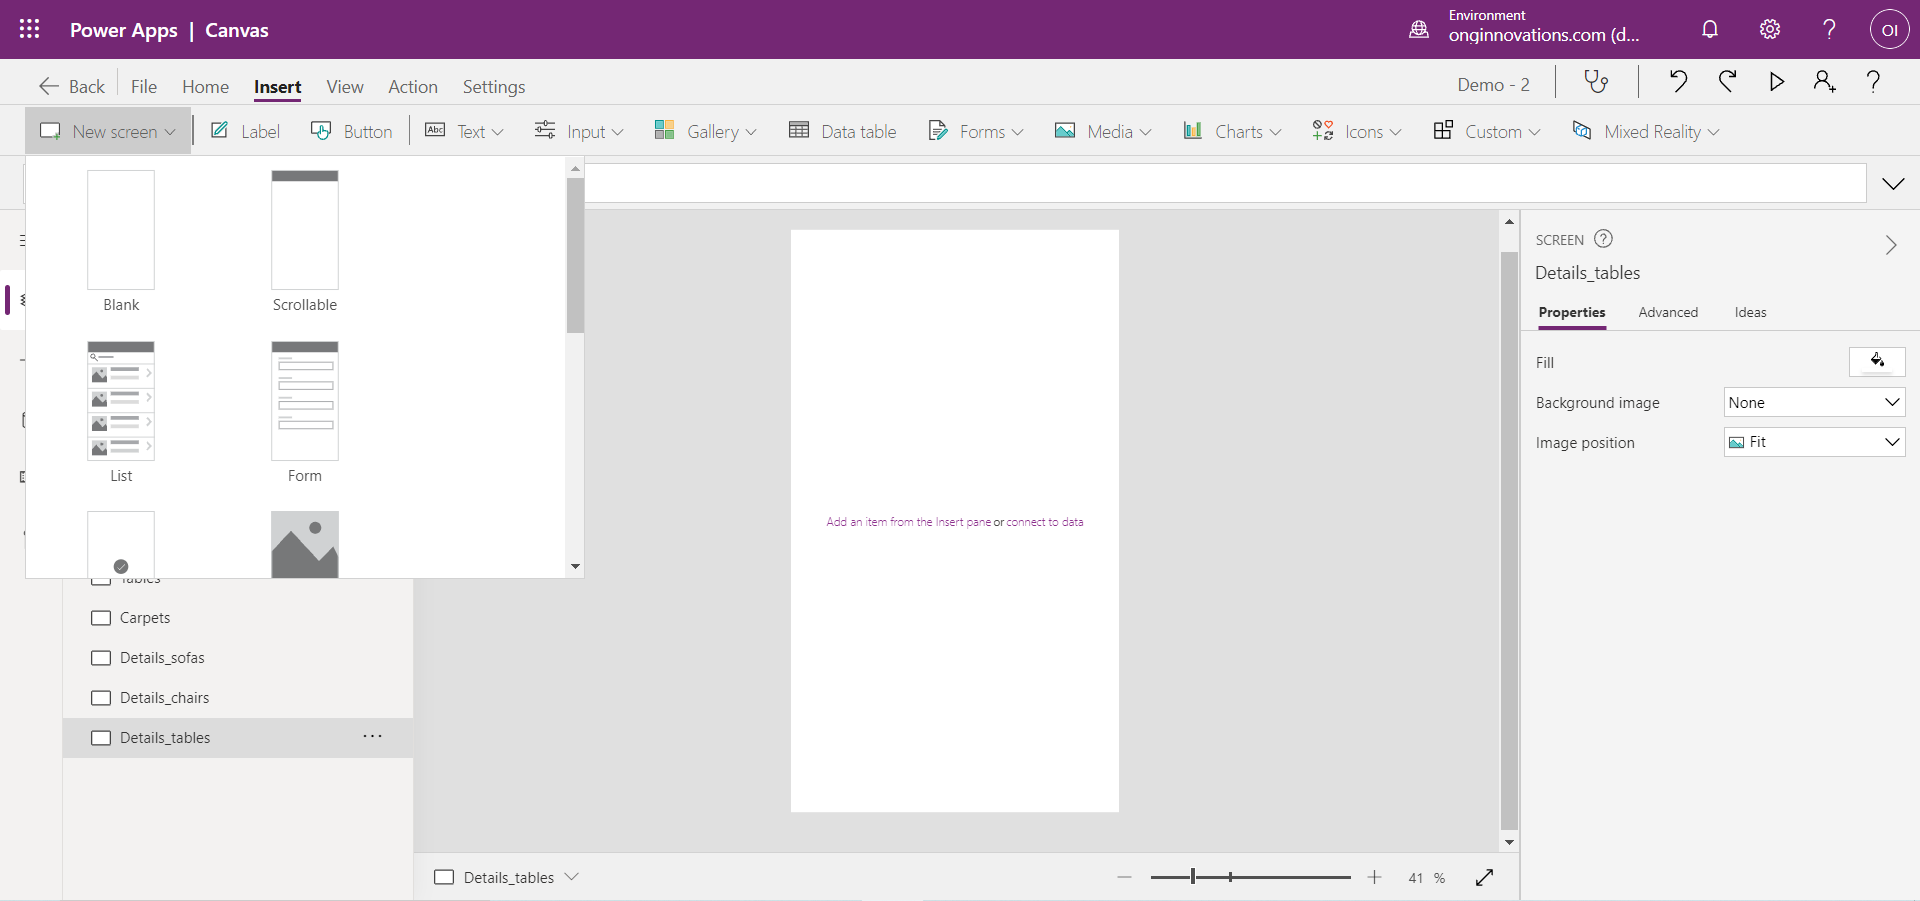 Power Apps | Canvas
Environment
onginnovations.com (d...
OI
Back
File
Home
Insert
View
Action
Settings
Demo - 2
New screen
Label
Button
Abc
Text
Input
Gallery
Data table
Forms
Media
Charts
Icons
Custom
Mixed Reality
Blank
Scrollable
List
Form
Tables
Carpets
Details_sofas
Details_chairs
Details_tables
...
Add an item from the Insert pane or connect to data
SCREEN
Details_tables
Properties
Advanced
Ideas
Fill
Background image
None
Image position
Fit
Details_tables
41 %